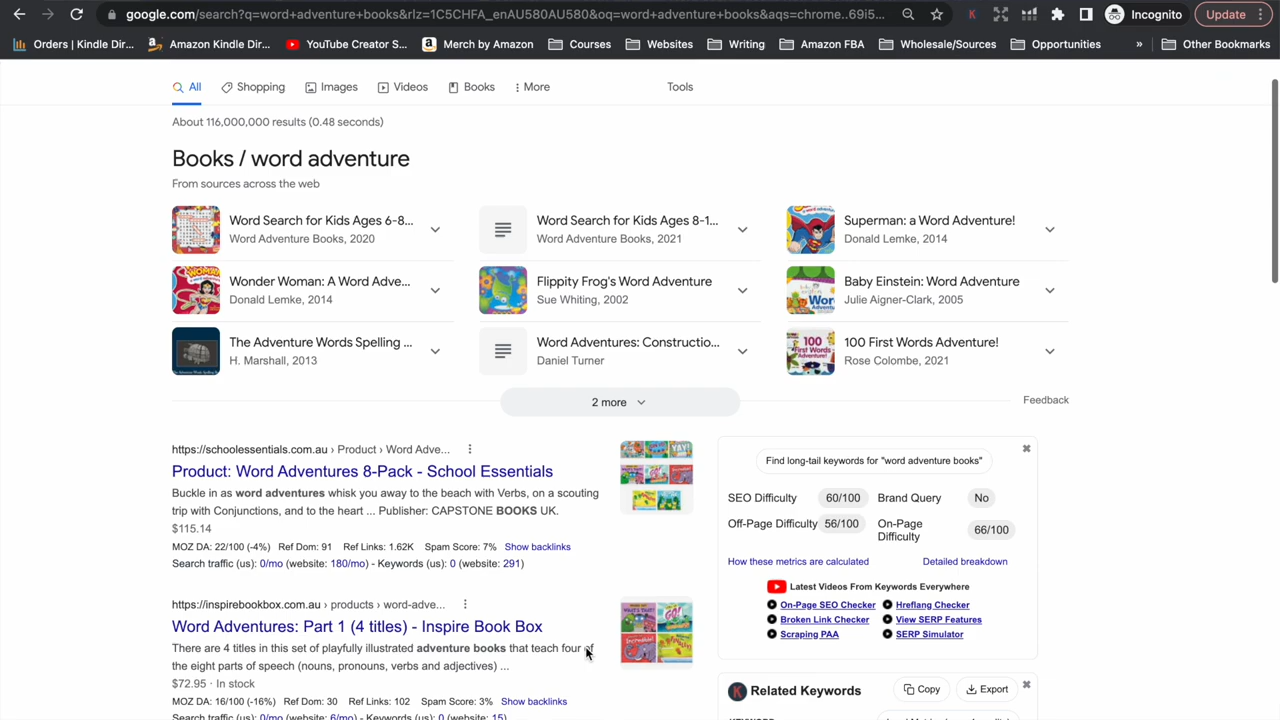 google.com/search?q=word+adventure+books&rlz=1C5CHFA_enAU580AU580&oq=word+adventure+books&aqs=chrome..69i5...
Incognito
Update
Orders | Kindle Dir...
Amazon Kindle Dir...
YouTube Creator S...
Merch by Amazon
Courses
Websites
Writing
Amazon FBA
Wholesale/Sources
Opportunities
»
Other Bookmarks
All
Shopping
Images
Videos
Books
More
Tools
About 116,000,000 results (0.48 seconds)
Books / word adventure
From sources across the web
Word Search for Kids Ages 6-8...
Word Adventure Books, 2020
Word Search for Kids Ages 8-1...
Word Adventure Books, 2021
Superman: a Word Adventure!
Donald Lemke, 2014
Wonder Woman: A Word Adve...
Donald Lemke, 2014
Flippity Frog's Word Adventure
Sue Whiting, 2002
Baby Einstein: Word Adventure
Julie Aigner-Clark, 2005
The Adventure Words Spelling ...
H. Marshall, 2013
Word Adventures: Constructio...
Daniel Turner
100 First Words Adventure!
Rose Colombe, 2021
2 more
Feedback
https://schoolessentials.com.au › Product › Word Adve...
Product: Word Adventures 8-Pack - School Essentials
Buckle in as word adventures whisk you away to the beach with Verbs, on a scouting
trip with Conjunctions, and to the heart ... Publisher: CAPSTONE BOOKS UK.
$115.14
MOZ DA: 22/100 (-4%) Ref Dom: 91 Ref Links: 1.62K Spam Score: 7% Show backlinks
Search traffic (us): 0/mo (website: 180/mo) - Keywords (us): 0 (website: 291)
https://inspirebookbox.com.au › products › word-adve...
Word Adventures: Part 1 (4 titles) - Inspire Book Box
There are 4 titles in this set of playfully illustrated adventure books that teach four of
the eight parts of speech (nouns, pronouns, verbs and adjectives) ...
$72.95 · In stock
MOZ DA: 16/100 (-16%) Ref Dom: 30 Ref Links: 102 Spam Score: 3% Show backlinks
Search traffic (us): 0/mo (website: 6/mo) - Keywords (us): 0 (website: 15)
Find long-tail keywords for "word adventure books"
SEO Difficulty 60/100 Brand Query No
Off-Page Difficulty 56/100 On-Page Difficulty 66/100
How these metrics are calculated
Detailed breakdown
Latest Videos From Keywords Everywhere
On-Page SEO Checker
Hreflang Checker
Broken Link Checker
View SERP Features
Scraping PAA
SERP Simulator
Related Keywords
Copy
Export